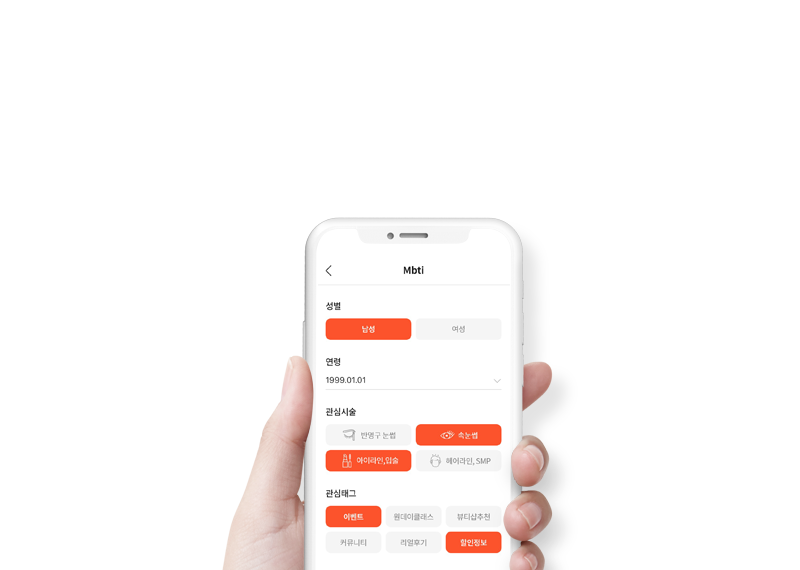 Mbti
성별
남성 여성
연령
1999.01.01
관심시술
반영구 눈썹 속눈썹
아이라인,입술 헤어라인, SMP
관심태그
이벤트 원데이클래스 뷰티샵추천
커뮤니티 리얼후기 할인정보